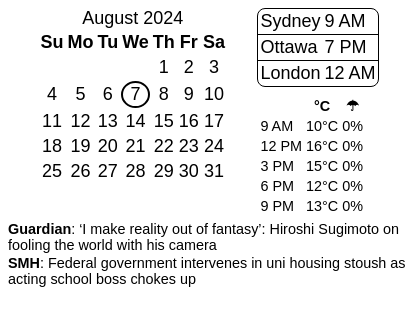 August 2024
Su Mo Tu We Th Fr Sa
1 2 3
4 5 6 7 8 9 10
11 12 13 14 15 16 17
18 19 20 21 22 23 24
25 26 27 28 29 30 31
Sydney 9 AM
Ottawa 7 PM
London 12 AM
°C ☂
9 AM 10°C 0%
12 PM 16°C 0%
3 PM 15°C 0%
6 PM 12°C 0%
9 PM 13°C 0%
Guardian: ‘I make reality out of fantasy’: Hiroshi Sugimoto on
fooling the world with his camera
SMH: Federal government intervenes in uni housing stoush as
acting school boss chokes up